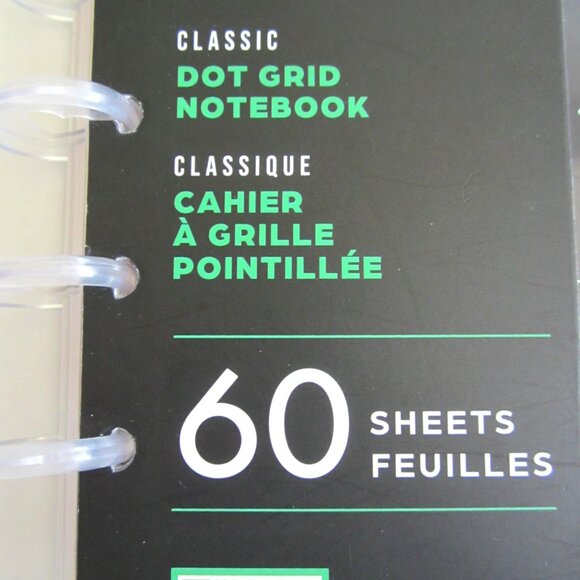 CLASSIC
DOT GRID
NOTEBOOK
CLASSIQUE
CAHIER
À GRILLE
POINTILLÉE
60 SHEETS
FEUILLES